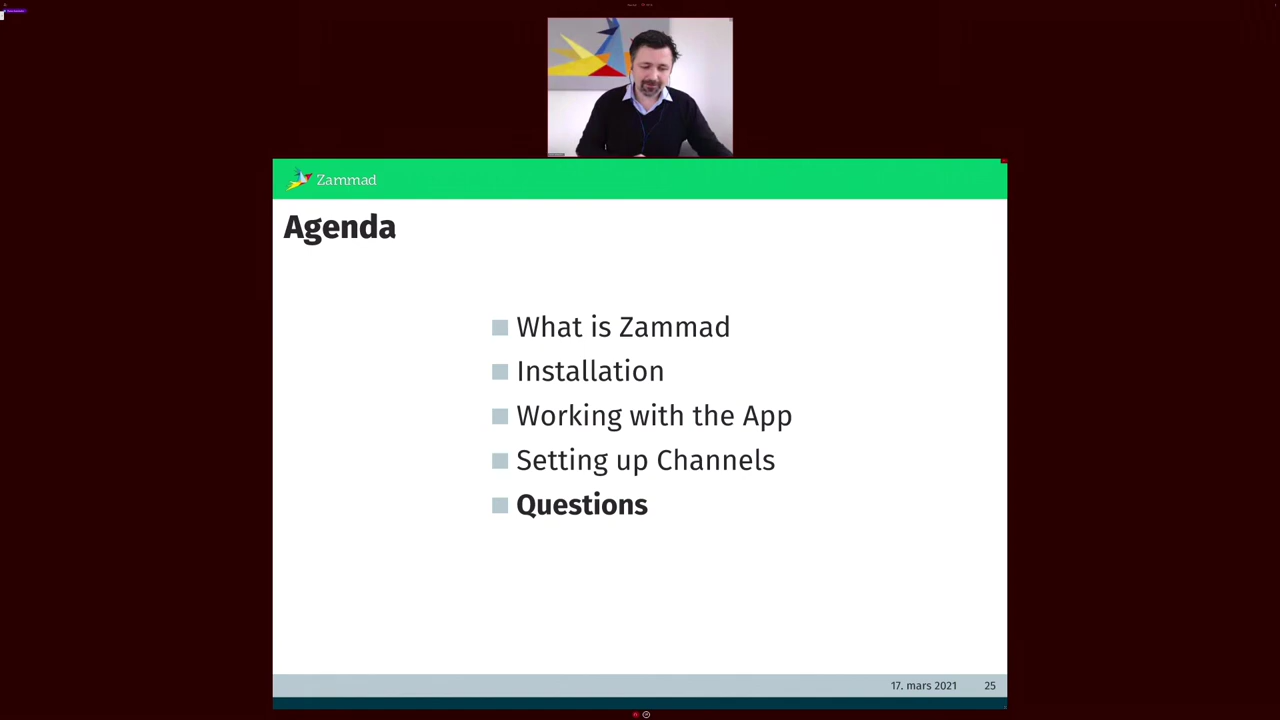 Zammad
Agenda
What is Zammad
Installation
Working with the App
Setting up Channels
Questions
17. mars 2021 25